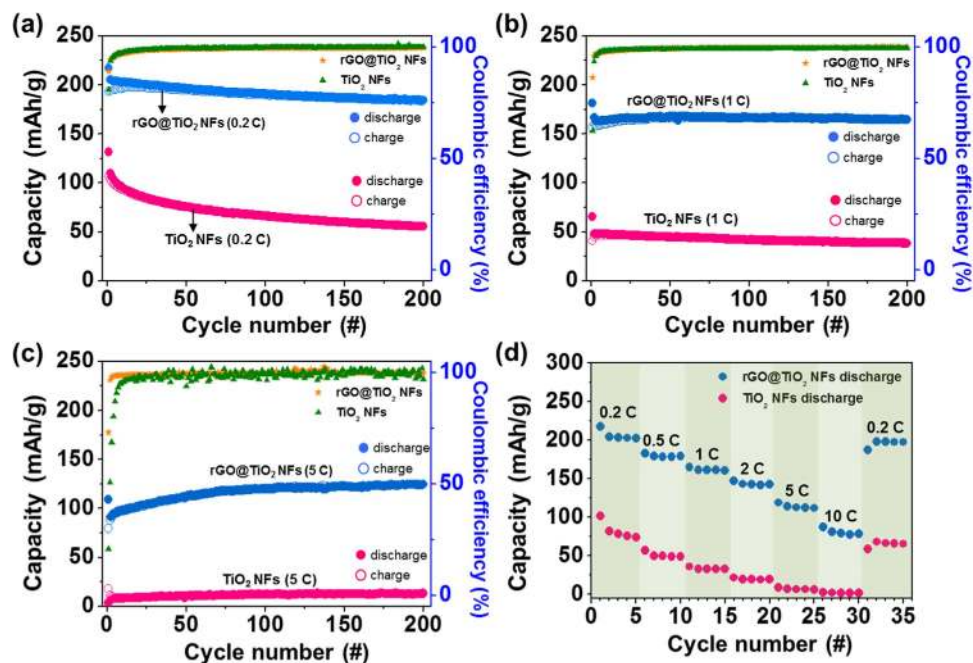 (a)
250
200
150
100
50
0
Capacity (mAh/g)
0 50 100 150 200
Cycle number (#)
100
50
0
Coulombic efficiency (%)
rGO@TiO₂ NFs
TiO₂ NFs
rGO@TiO₂ NFs (0.2 C)
discharge
charge
discharge
charge
TiO₂ NFs (0.2 C)
(b)
250
200
150
100
50
0
Capacity (mAh/g)
0 50 100 150 200
Cycle number (#)
100
50
0
Coulombic efficiency (%)
rGO@TiO₂ NFs
TiO₂ NFs
rGO@TiO₂ NFs (1 C)
discharge
charge
TiO₂ NFs (1 C)
discharge
charge
(c)
250
200
150
100
50
0
Capacity (mAh/g)
0 50 100 150 200
Cycle number (#)
100
50
0
Coulombic efficiency (%)
rGO@TiO₂ NFs
TiO₂ NFs
rGO@TiO₂ NFs (5 C)
discharge
charge
TiO₂ NFs (5 C)
discharge
charge
(d)
300
250
200
150
100
50
0
Capacity (mAh/g)
0 5 10 15 20 25 30 35
Cycle number (#)
rGO@TiO₂ NFs discharge
TiO₂ NFs discharge
0.2 C
0.5 C
1 C
2 C
5 C
10 C
0.2 C